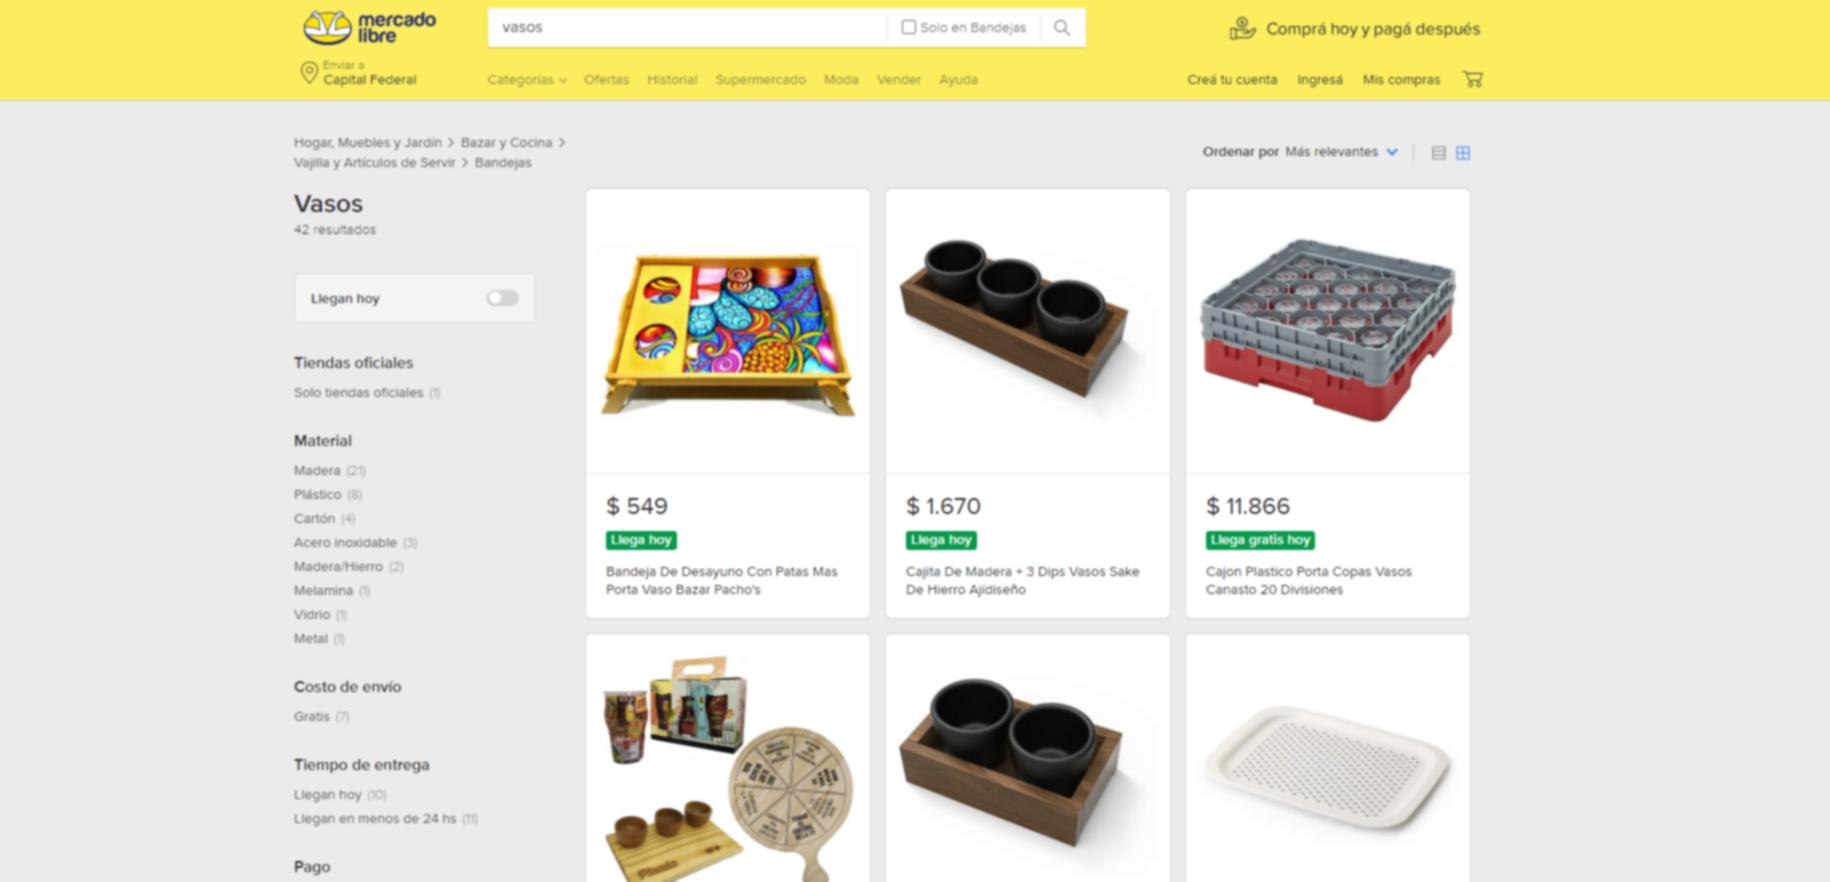 mercado
libre
vasos
Solo en Bandejas
Comprá hoy y pagá después
Enviar a
Capital Federal
Categorías
Ofertas
Historial
Supermercado
Moda
Vender
Ayuda
Creá tu cuenta
Ingresá
Mis compras
Hogar, Muebles y Jardín > Bazar y Cocina >
Vajilla y Artículos de Servir > Bandejas
Ordenar por Más relevantes
Vasos
42 resultados
Llegan hoy
Tiendas oficiales
Solo tiendas oficiales (1)
Material
Madera (21)
Plástico (8)
Cartón (4)
Acero inoxidable (3)
Madera/Hierro (2)
Melamina (1)
Vidrio (1)
Metal (1)
Costo de envío
Gratis (7)
Tiempo de entrega
Llegan hoy (10)
Llegan en menos de 24 hs (11)
Pago
$ 549
Llega hoy
Bandeja De Desayuno Con Patas Mas
Porta Vaso Bazar Pacho's
$ 1.670
Llega hoy
Cajita De Madera + 3 Dips Vasos Sake
De Hierro Ajídiseño
$ 11.866
Llega gratis hoy
Cajon Plastico Porta Copas Vasos
Canasto 20 Divisiones